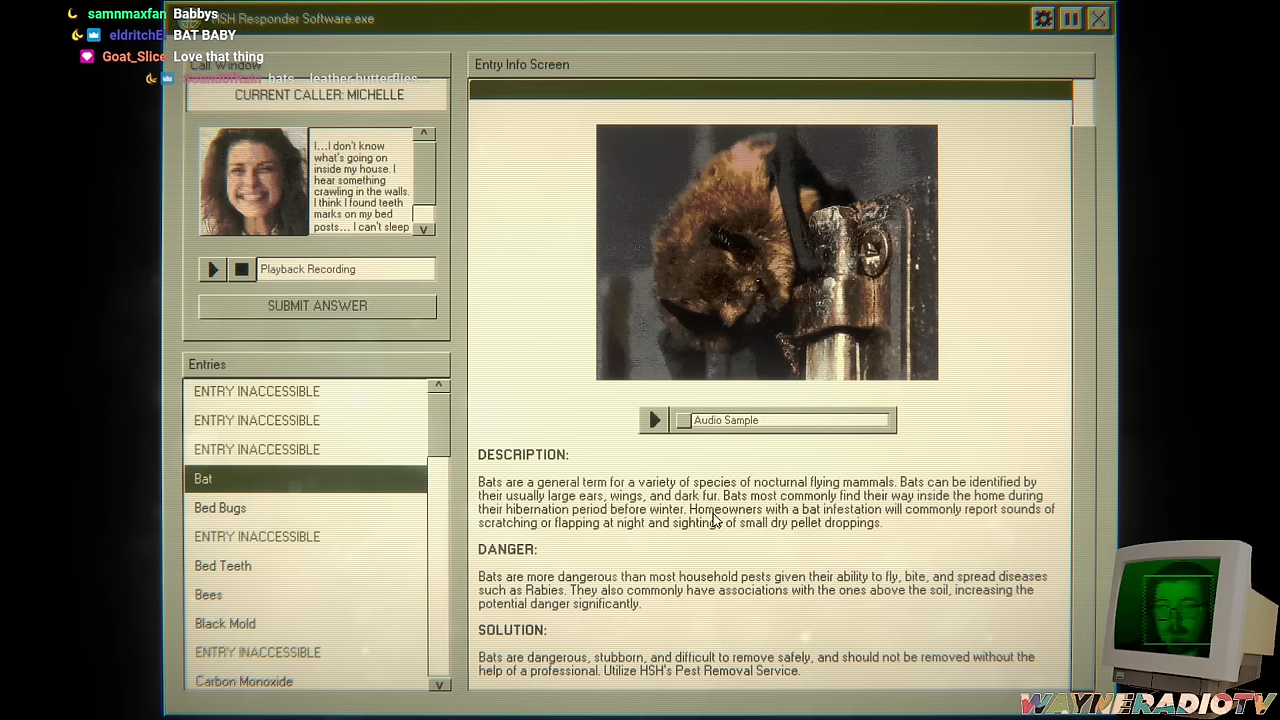 samnmaxfan Babbys
HSH Responder Software.exe
eldritchE BAT BABY
Goat_Slice Love that thing
Call Window
bats... leather butterflies...
CURRENT CALLER: MICHELLE
I...I don't know
what's going on
inside my house. I
hear something
crawling in the walls.
I think I found teeth
marks on my bed
posts... I can't sleep
Playback Recording
SUBMIT ANSWER
Entries
ENTRY INACCESSIBLE
ENTRY INACCESSIBLE
ENTRY INACCESSIBLE
Bat
Bed Bugs
ENTRY INACCESSIBLE
Bed Teeth
Bees
Black Mold
ENTRY INACCESSIBLE
Carbon Monoxide
Entry Info Screen
Audio Sample
DESCRIPTION:
Bats are a general term for a variety of species of nocturnal flying mammals. Bats can be identified by
their usually large ears, wings, and dark fur. Bats most commonly find their way inside the home during
their hibernation period before winter. Homeowners with a bat infestation will commonly report sounds of
scratching or flapping at night and sightings of small dry pellet droppings.
DANGER:
Bats are more dangerous than most household pests given their ability to fly, bite, and spread diseases
such as Rabies. They also commonly have associations with the ones above the soil, increasing the
potential danger significantly.
SOLUTION:
Bats are dangerous, stubborn, and difficult to remove safely, and should not be removed without the
help of a professional. Utilize HSH's Pest Removal Service.
WAYNERADIOTV